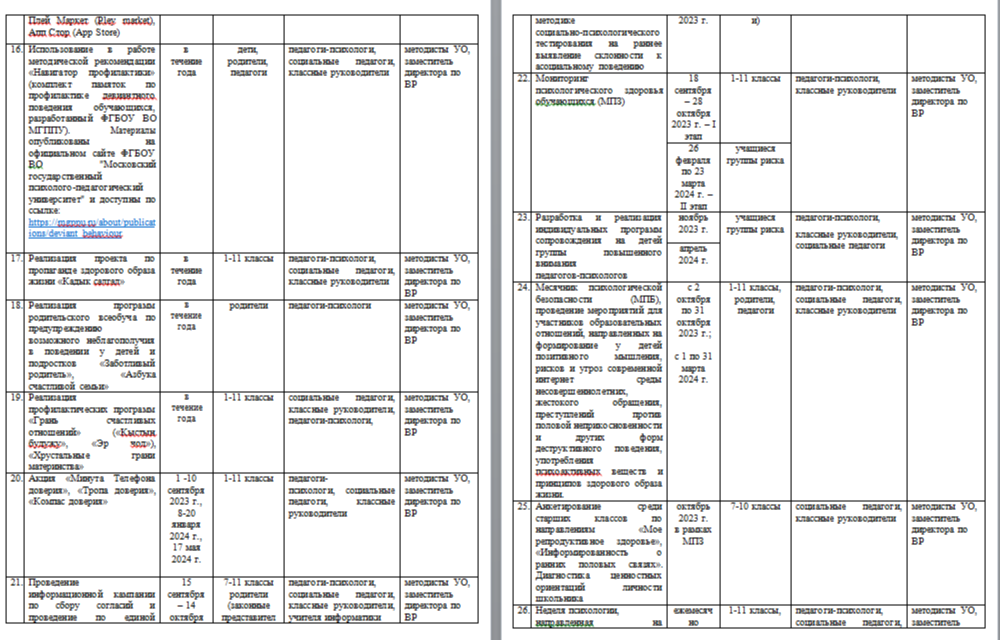 Плей Маркет (Pley market),
Апп Стор (App Store)
16. Использование в работе
методической рекомендации
«Навигатор профилактики»
(комплект памяток по
профилактике девиантного
поведения обучающихся,
разработанный ФГБОУ ВО
МГППУ). Материалы
опубликованы на
официальном сайте ФГБОУ
ВО "Московский
государственный
психолого-педагогический
университет" и доступны по
ссылке:
https://mgppu.ru/about/publicat
ions/deviant_behaviour
в
течение
года
дети,
родители,
педагоги
педагоги-психологи,
социальные педагоги,
классные руководители
методисты УО,
заместитель
директора по
ВР
17. Реализация проекта по
пропаганде здорового образа
жизни «Кадык салгал»
в
течение
года
1-11 классы
педагоги-психологи,
социальные педагоги,
классные руководители
методисты УО,
заместитель
директора по
ВР
18. Реализация программ
родительского всеобуча по
предупреждению
возможного неблагополучия
в поведении у детей и
подростков «Заботливый
родитель», «Азбука
счастливой семьи»
в
течение
года
родители
педагоги-психологи
методисты УО,
заместитель
директора по
ВР
19. Реализация
профилактических программ
«Грань счастливых
отношений» («Кыстың
будужу», «Эр чол»),
«Хрустальные грани
материнства»
в
течение
года
1-11 классы
социальные педагоги,
классные руководители,
педагоги-психологи,
методисты УО,
заместитель
директора по
ВР
20. Акция «Минута Телефона
доверия», «Тропа доверия»,
«Компас доверия»
1 -10
сентября
2023 г.,
8-20
января
2024 г.,
17 мая
2024 г.
1-11 классы
педагоги-
психологи, социальные
педагоги, классные
руководители
методисты УО,
заместитель
директора по
ВР
21. Проведение
информационной кампании
по сбору согласий и
проведение по единой
15
сентября
– 14
октября
7-11 классы
родители
(законные
представител
педагоги-психологи,
социальные педагоги,
классные руководители,
учителя информатики
методисты УО,
заместитель
директора по
ВР
методике
социально-психологического
тестирования на раннее
выявление склонности к
асоциальному поведению
2023 г.
и)
22. Мониторинг
психологического здоровья
обучающихся (МПЗ)
18
сентября
– 28
октября
2023 г. – I
этап
1-11 классы
педагоги-психологи,
классные руководители
методисты УО,
заместитель
директора по
ВР
26
февраля
по 23
марта
2024 г. –
II этап
учащиеся
группы риска
23. Разработка и реализация
индивидуальных программ
сопровождения на детей
группы повышенного
внимания
педагогов-психологов
ноябрь
2023 г.
апрель
2024 г.
учащиеся
группы риска
педагоги-психологи,
классные руководители,
социальные педагоги
методисты УО,
заместитель
директора по
ВР
24. Месячник психологической
безопасности (МПБ),
проведение мероприятий для
участников образовательных
отношений, направленных на
формирование у детей
позитивного мышления,
рисков и угроз современной
интернет среды
несовершеннолетних,
жестокого обращения,
преступлений против
половой неприкосновенности
и других форм
деструктивного поведения,
употребления
психоактивных веществ и
принципов здорового образа
жизни.
с 2
октября
по 31
октября
2023 г.;
с 1 по 31
марта
2024 г.
1-11 классы,
родители,
педагоги
педагоги-психологи,
социальные педагоги,
классные руководители
методисты УО,
заместитель
директора по
ВР
25. Анкетирование среди
старших классов по
направлениям «Мое
репродуктивное здоровье»,
«Информированность о
ранних половых связях».
Диагностика ценностных
ориентаций личности
школьника
октябрь
2023 г.
в рамках
МПЗ
7-10 классы
социальные педагоги,
классные руководители
методисты УО,
заместитель
директора по
ВР
26. Неделя психологии,
направленная на
ежемесяч
но
1-11 классы,
педагоги-психологи,
социальные педагоги,
методисты УО,
заместитель